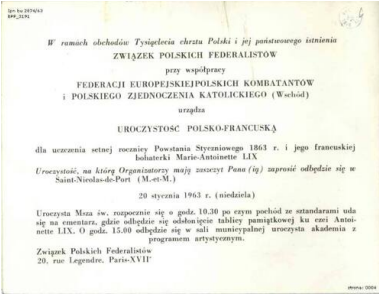 W ramach obchodów Tysiąclecia chrztu Polski i jej państwowego istnienia
ZWIĄZEK POLSKICH FEDERALISTÓW
przy współpracy
FEDERACJI EUROPEJSKIEJ POLSKICH KOMBATANTÓW
i POLSKIEGO ZJEDNOCZENIA KATOLICKIEGO (Wschód)
urządza
UROCZYSTOŚĆ POLSKO-FRANCUSKĄ
dla uczczenia setnej rocznicy Powstania Styczniowego 1863 r. i jego francuskiej
bohaterki Marie-Antoinette LIX
Uroczystość, na którą Organizatorzy mają zaszczyt Pana (ią) zaprosić odbędzie się w
Saint-Nicolas-de-Port (M.-et-M.)
20 stycznia 1963 r. (niedziela)
Uroczysta Msza św. rozpocznie się o godz. 10.30 po czym pochód ze sztandarami uda
się na cmentarz, gdzie odbędzie się odsłonięcie tablicy pamiątkowej ku czci Antoi-
nette LIX. O godz. 15.00 odbędzie się w sali municypalnej uroczysta akademia z
programem artystycznym.
Związek Polskich Federalistów
20, rue Legendre, Paris-XVIIᵉ